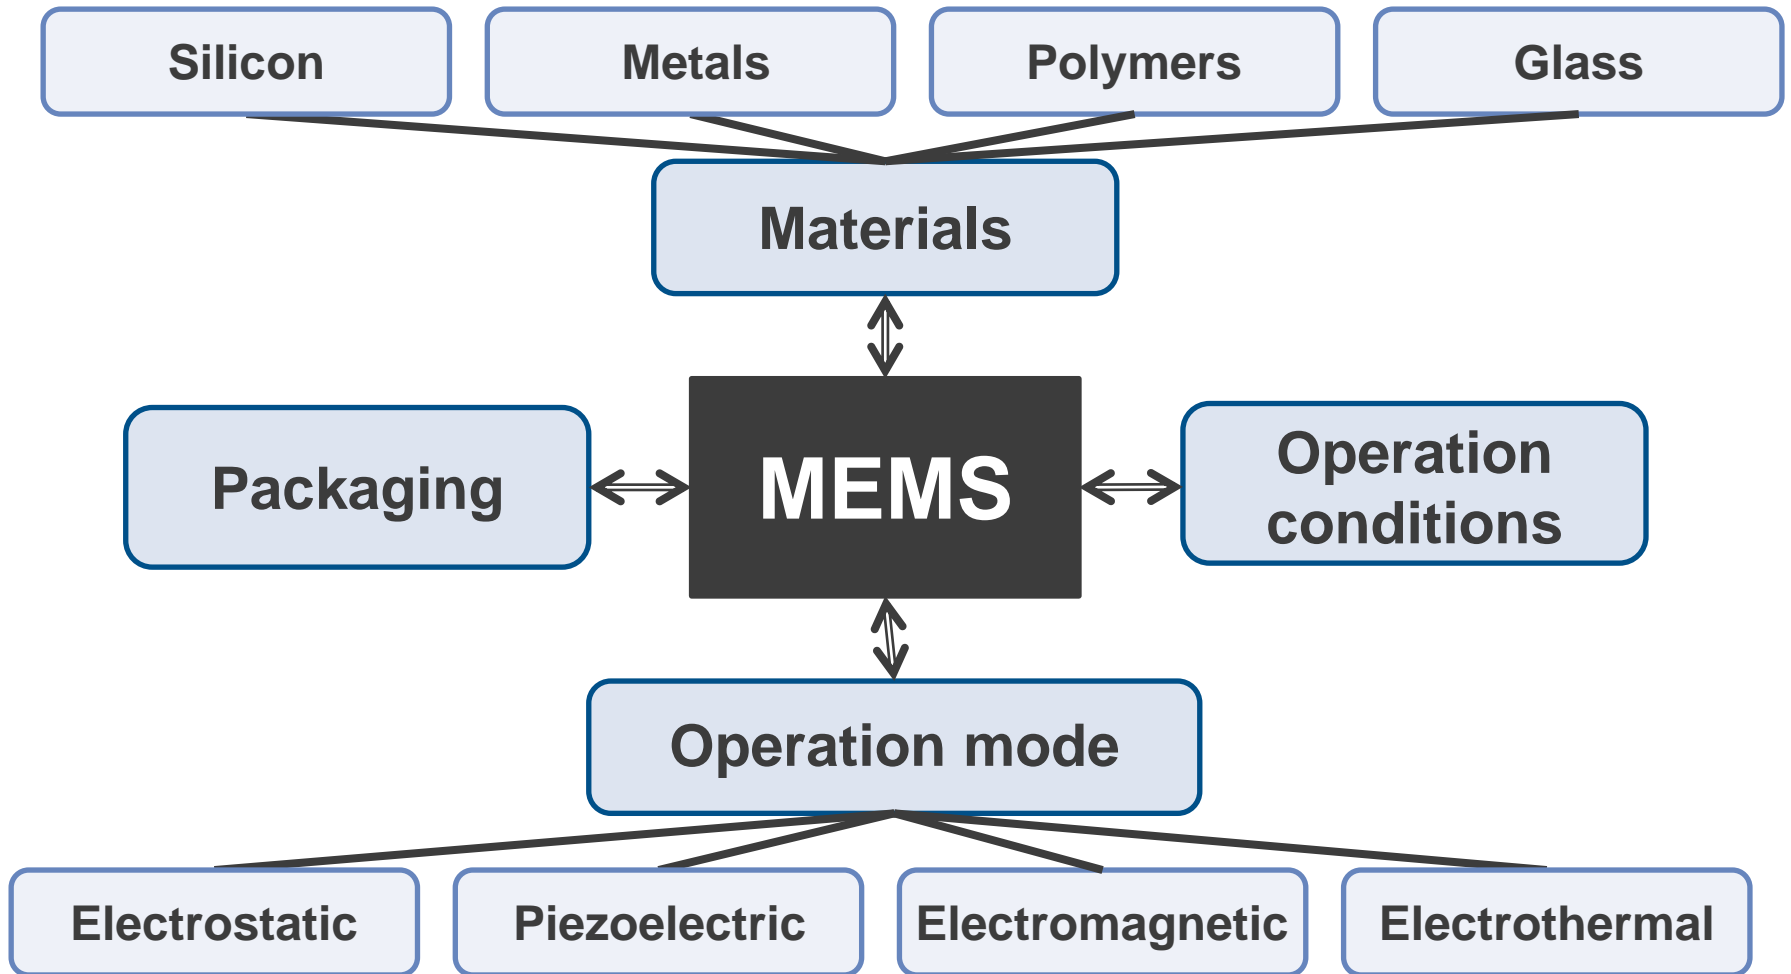 Silicon
Metals
Polymers
Glass
Materials
Packaging
MEMS
Operation
conditions
Operation mode
Electrostatic
Piezoelectric
Electromagnetic
Electrothermal